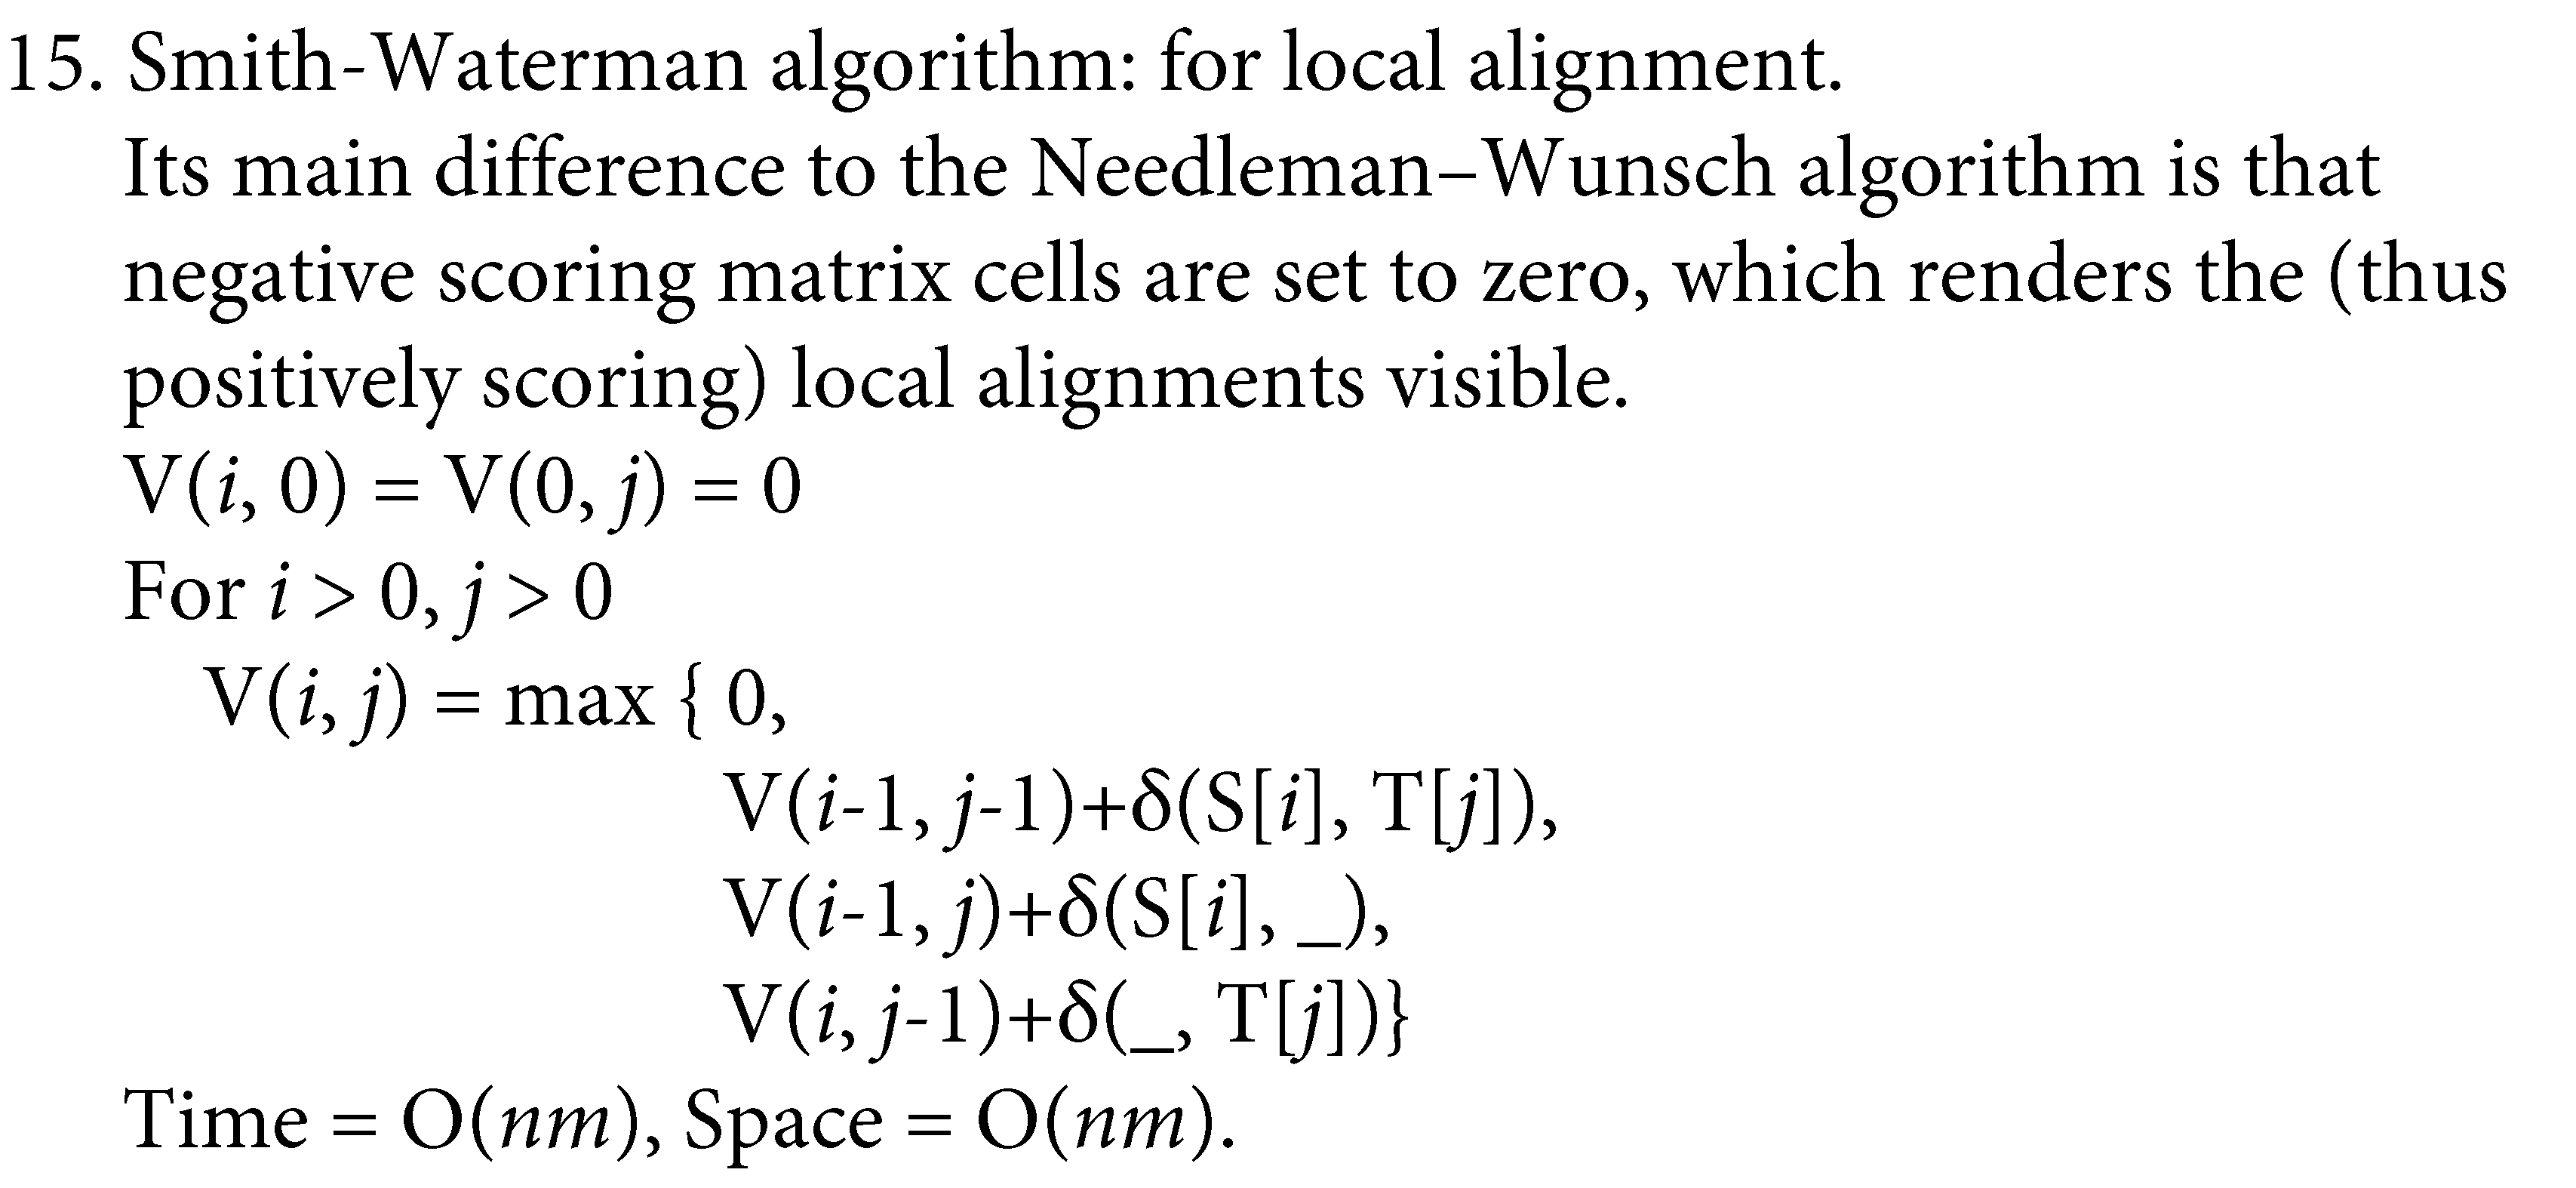 15. Smith-Waterman algorithm: for local alignment.
Its main difference to the Needleman–Wunsch algorithm is that
negative scoring matrix cells are set to zero, which renders the (thus
positively scoring) local alignments visible.
V(i, 0) = V(0, j) = 0
For i > 0, j > 0
V(i, j) = max { 0,
V(i-1, j-1)+δ(S[i], T[j]),
V(i-1, j)+δ(S[i], _),
V(i, j-1)+δ(_, T[j])}
Time = O(nm), Space = O(nm).